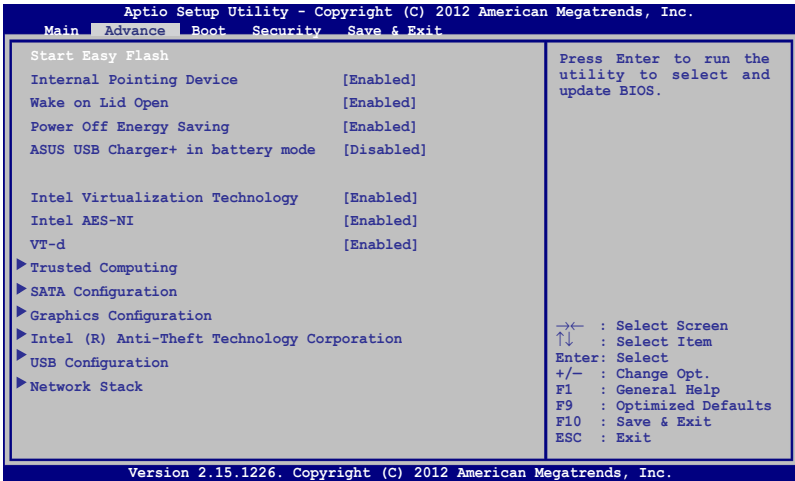 Aptio Setup Utility - Copyright (C) 2012 American Megatrends, Inc.
Main Advance Boot Security Save & Exit
Start Easy Flash
Internal Pointing Device [Enabled]
Wake on Lid Open [Enabled]
Power Off Energy Saving [Enabled]
ASUS USB Charger+ in battery mode [Disabled]
Intel Virtualization Technology [Enabled]
Intel AES-NI [Enabled]
VT-d [Enabled]
Trusted Computing
SATA Configuration
Graphics Configuration
Intel (R) Anti-Theft Technology Corporation
USB Configuration
Network Stack
Press Enter to run the
utility to select and
update BIOS.
→← : Select Screen
↑↓ : Select Item
Enter: Select
+/— : Change Opt.
F1 : General Help
F9 : Optimized Defaults
F10 : Save & Exit
ESC : Exit
Version 2.15.1226. Copyright (C) 2012 American Megatrends, Inc.